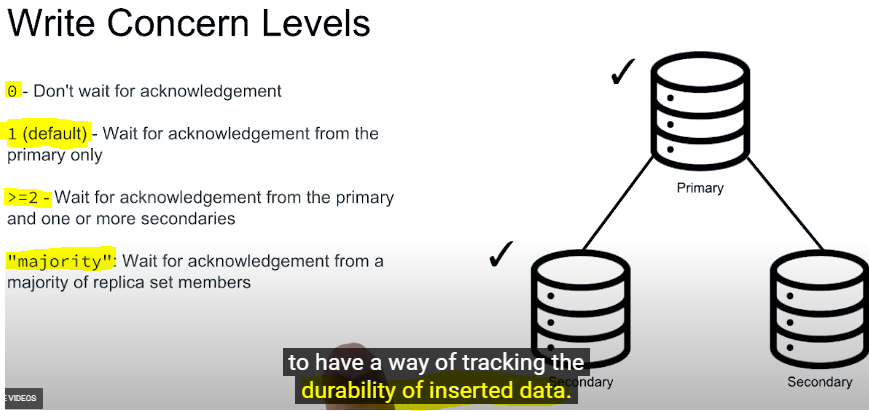 Write Concern Levels
0 - Don't wait for acknowledgement
1 (default) - Wait for acknowledgement from the
primary only
>=2 - Wait for acknowledgement from the primary
and one or more secondaries
"majority": Wait for acknowledgement from a
majority of replica set members
Primary
Secondary
Secondary
to have a way of tracking the
durability of inserted data.
E VIDEOS